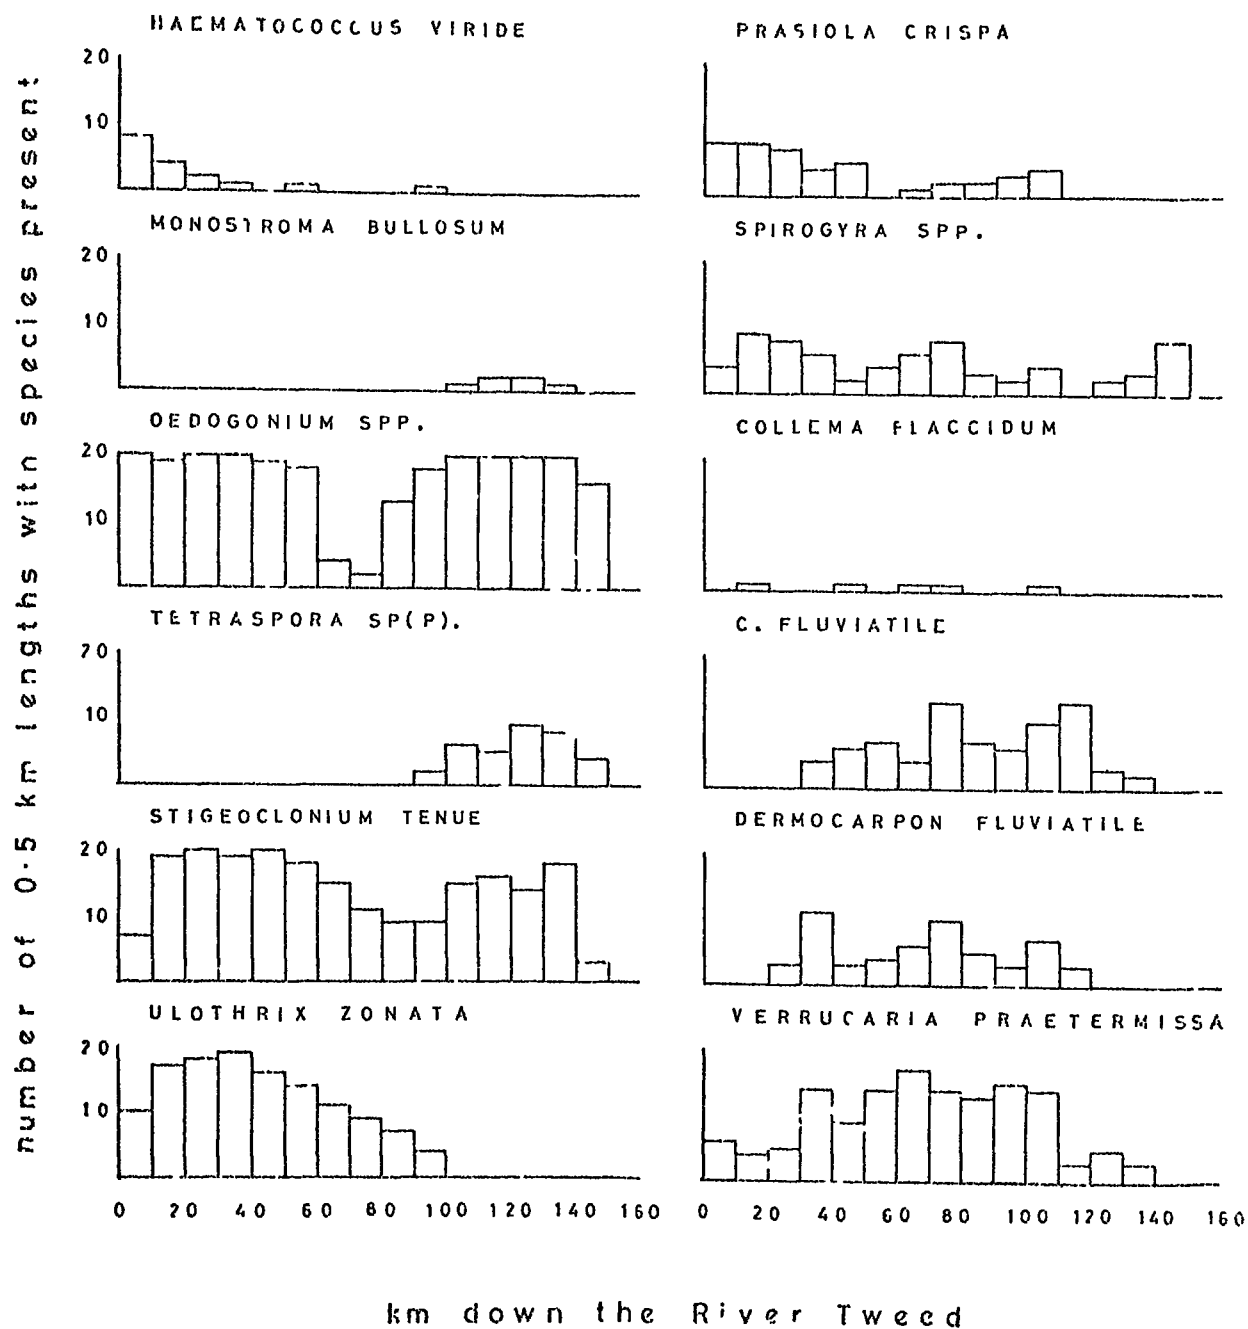 HAEMATOCOCCUS VIRIDE
PRASIOLA CRISPA
20
10
MONOSTROMA BULLOSUM
SPIROGYRA SPP.
20
10
OEDOGONIUM SPP.
COLLEMA FLACCIDUM
20
10
TETRASPORA SP(P).
C. FLUVIATILE
20
10
STIGEOCLONIUM TENUE
DERMOCARPON FLUVIATILE
20
10
ULOTHRIX ZONATA
VERRUCARIA PRAETERMISSA
20
10
0 20 40 60 80 100 120 140 160
0 20 40 60 80 100 120 140 160
number of 0·5 km lengths with species present
km down the River Tweed